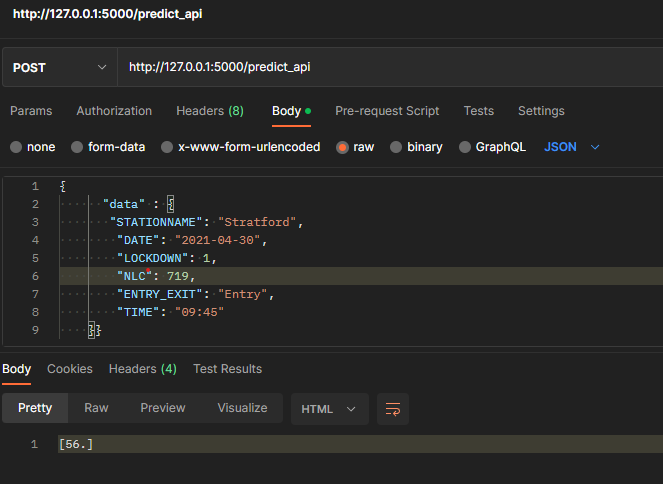 http://127.0.0.1:5000/predict_api
POST http://127.0.0.1:5000/predict_api
Params Authorization Headers (8) Body Pre-request Script Tests Settings
none form-data x-www-form-urlencoded raw binary GraphQL JSON
1 {
2 "data" : {
3 "STATIONNAME": "Stratford",
4 "DATE": "2021-04-30",
5 "LOCKDOWN": 1,
6 "NLC": 719,
7 "ENTRY_EXIT": "Entry",
8 "TIME": "09:45"
9 }}
Body Cookies Headers (4) Test Results
Pretty Raw Preview Visualize HTML
1 [56.]